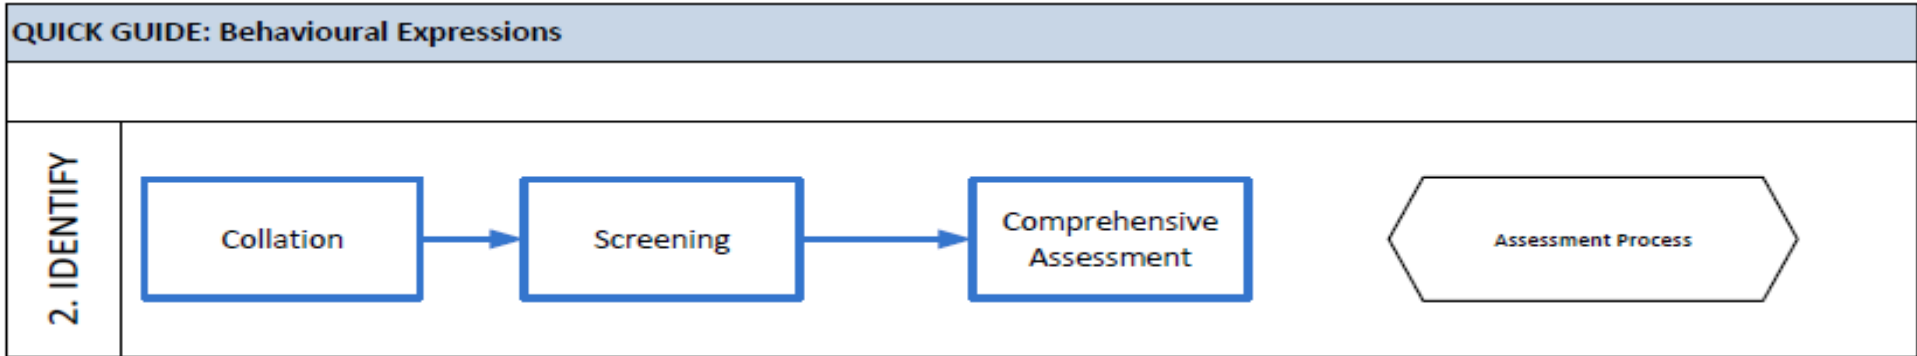 QUICK GUIDE: Behavioural Expressions
2. IDENTIFY
Collation
Screening
Comprehensive
Assessment
Assessment Process